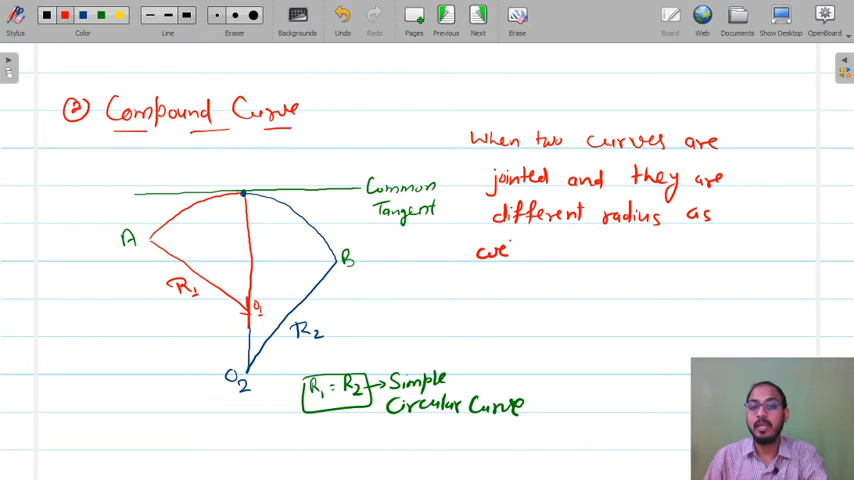 Stylus
Color
Line
Eraser
Backgrounds
Undo
Redo
Pages
Previous
Next
Erase
Board
Web
Documents
Show Desktop
OpenBoard
② Compound Curve
When two curves are
jointed and they are
different radius as
we
Common
Tangent
A
B
R1
O1
R2
O2
R1 = R2 → Simple
Circular Curve